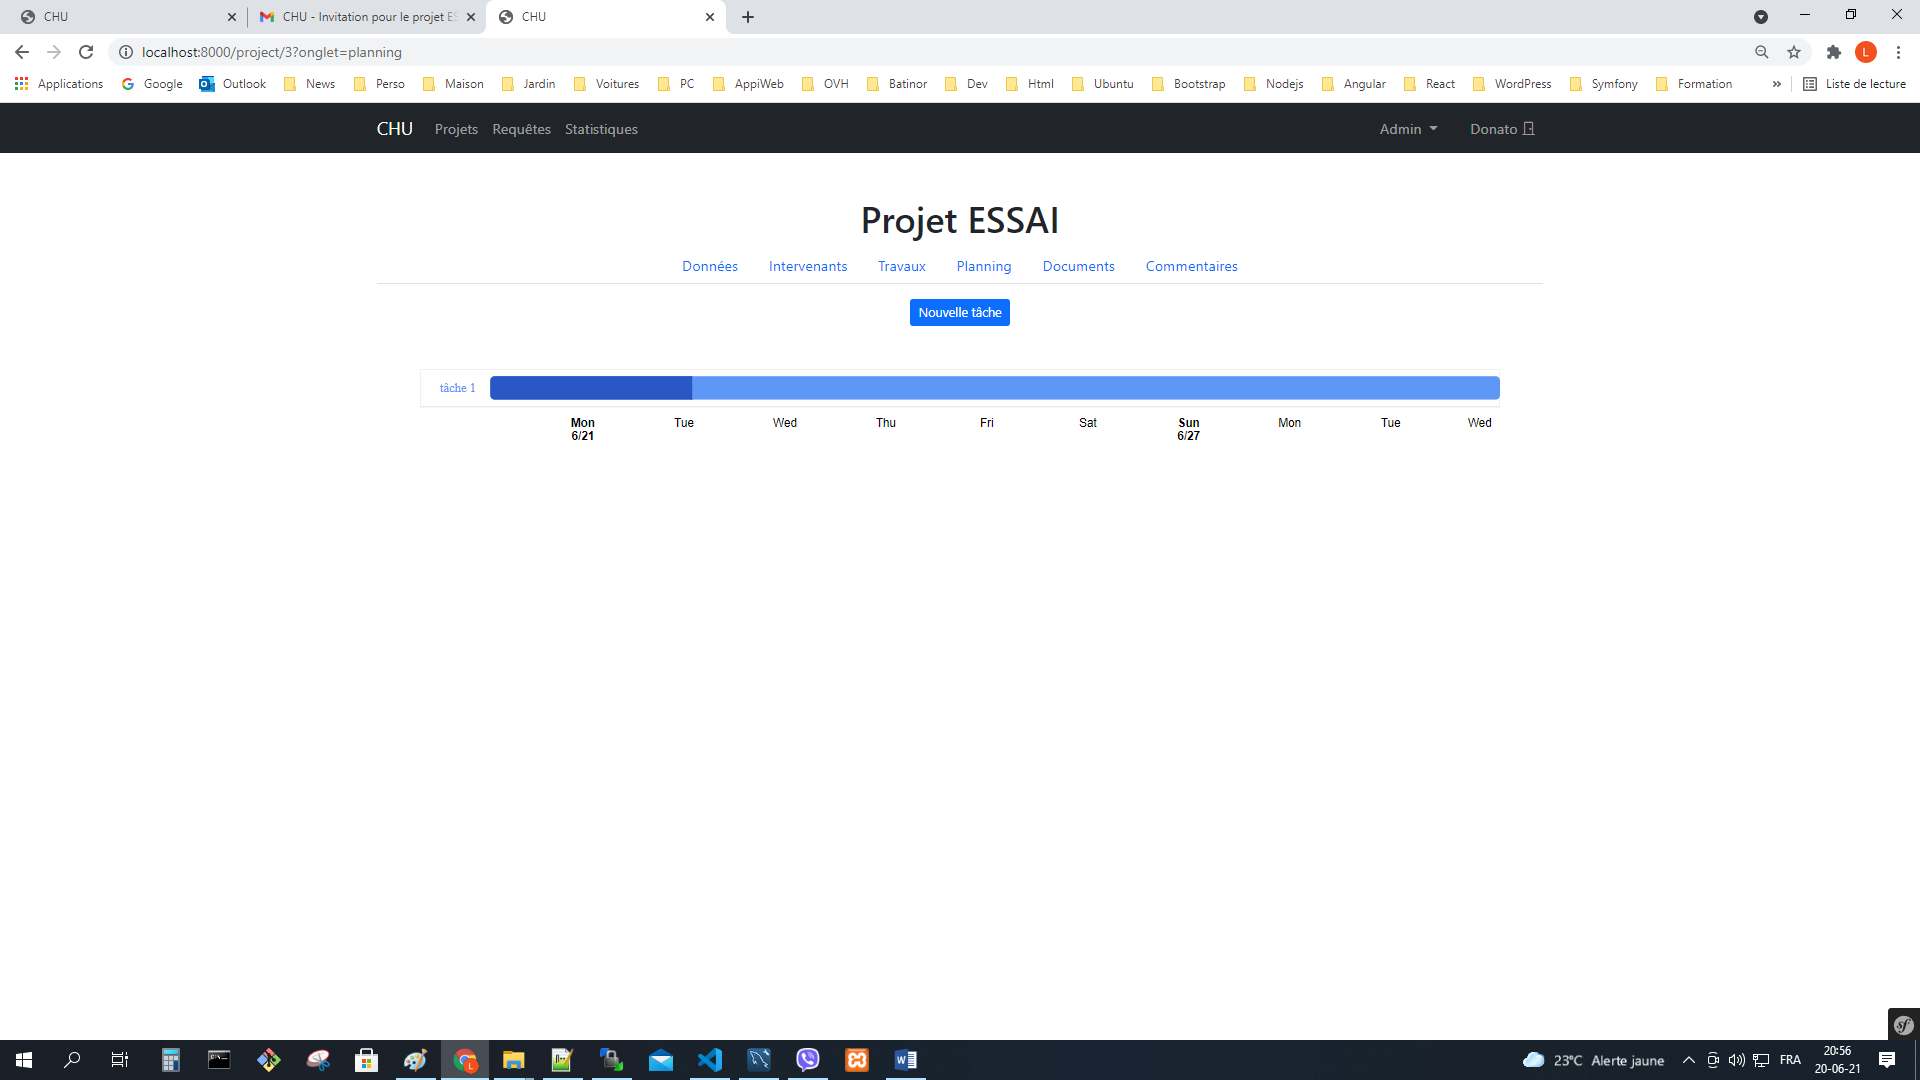 CHU
CHU - Invitation pour le projet ES
CHU
localhost:8000/project/3?onglet=planning
L
Applications
Google
Outlook
News
Perso
Maison
Jardin
Voitures
PC
AppiWeb
OVH
Batinor
Dev
Html
Ubuntu
Bootstrap
Nodejs
Angular
React
WordPress
Symfony
Formation
»
Liste de lecture
CHU
Projets
Requêtes
Statistiques
Admin
Donato
Projet ESSAI
Données
Intervenants
Travaux
Planning
Documents
Commentaires
Nouvelle tâche
tâche 1
Mon
6/21
Tue
Wed
Thu
Fri
Sat
Sun
6/27
Mon
Tue
Wed
sf
23°C Alerte jaune
FRA
20:56
20-06-21